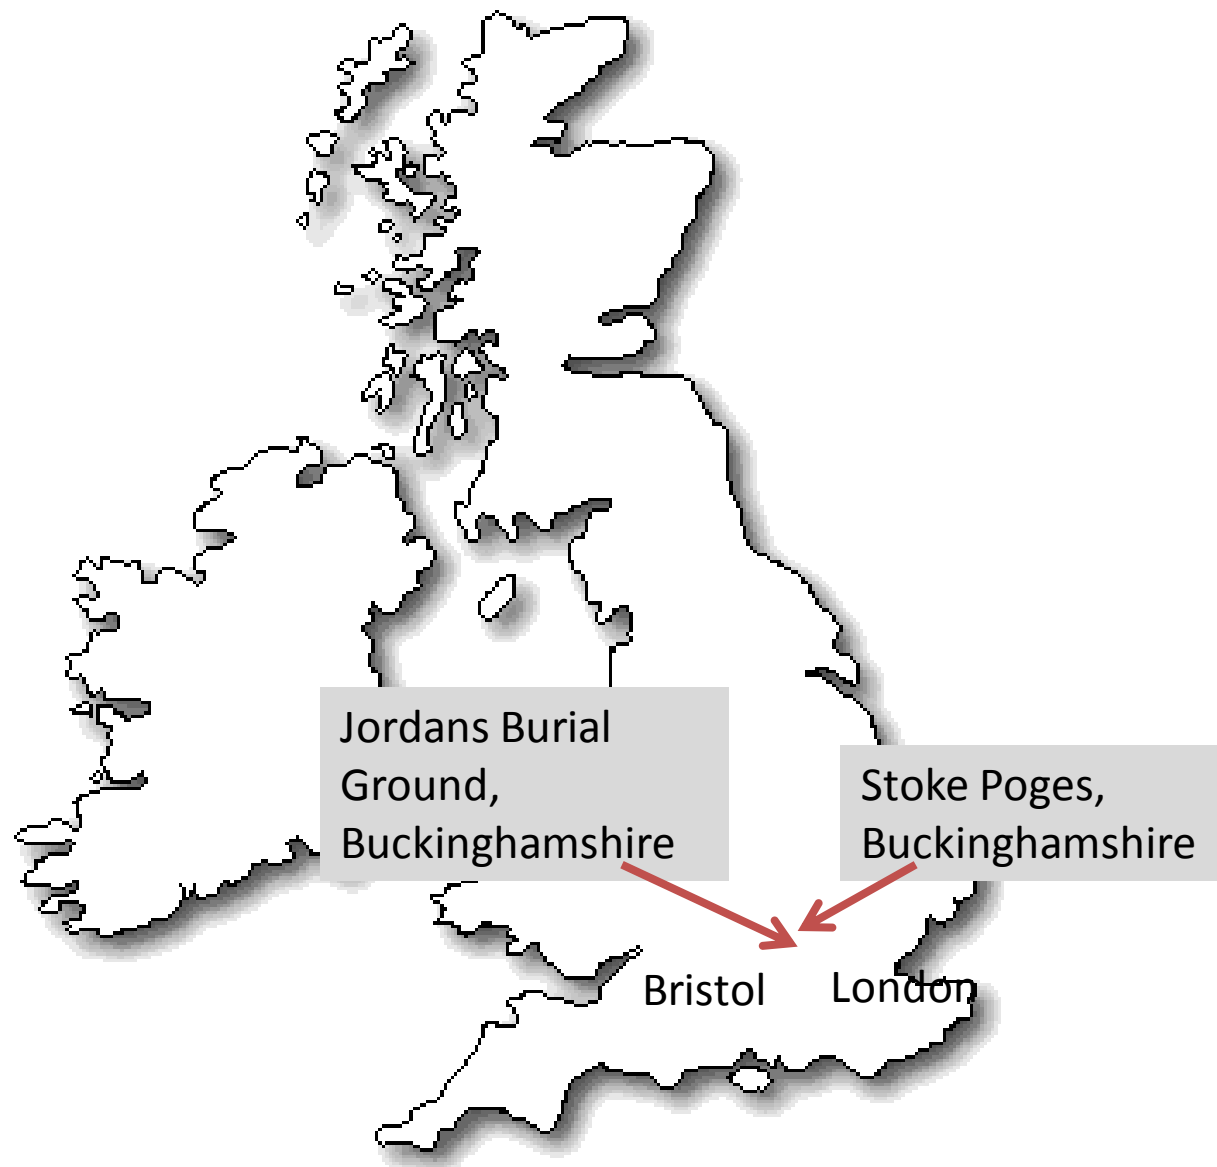 Jordans Burial
Ground,
Buckinghamshire
Stoke Poges,
Buckinghamshire
Bristol
London